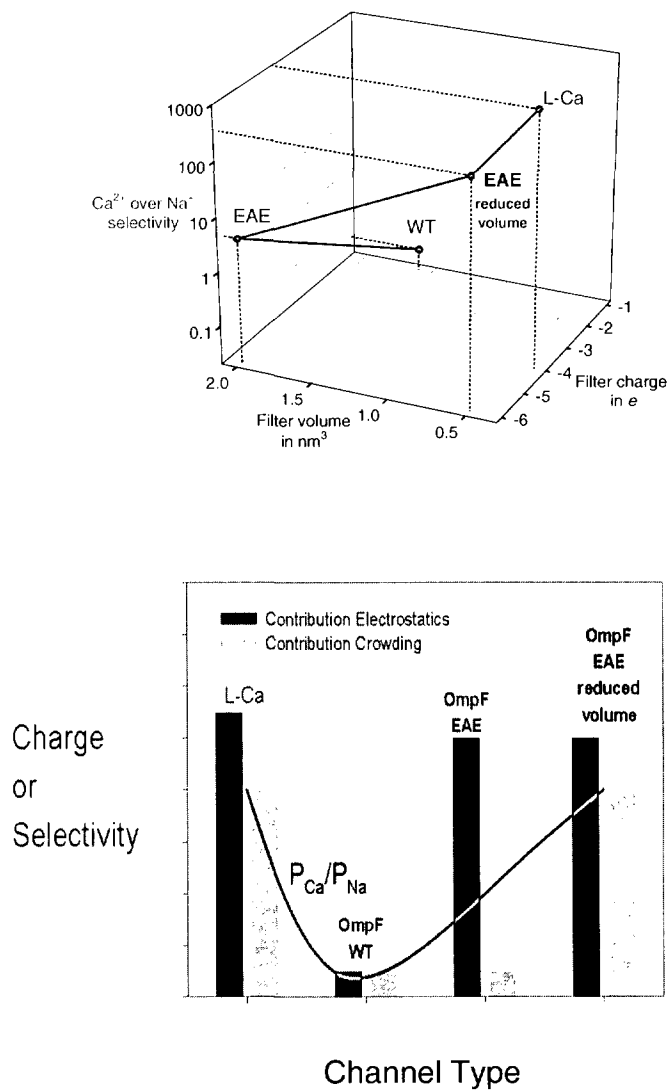 L-Ca
1000
100
EAE
reduced
volume
Ca²⁺ over Na⁻
selectivity
EAE
WT
10
1
0.1
-1
-2
-3
-4
-5
-6
Filter charge
in e
2.0
1.5
1.0
0.5
Filter volume
in nm³
Contribution Electrostatics
Contribution Crowding
OmpF
EAE
reduced
volume
L-Ca
OmpF
EAE
Charge
or
Selectivity
PCa/PNa
OmpF
WT
Channel Type